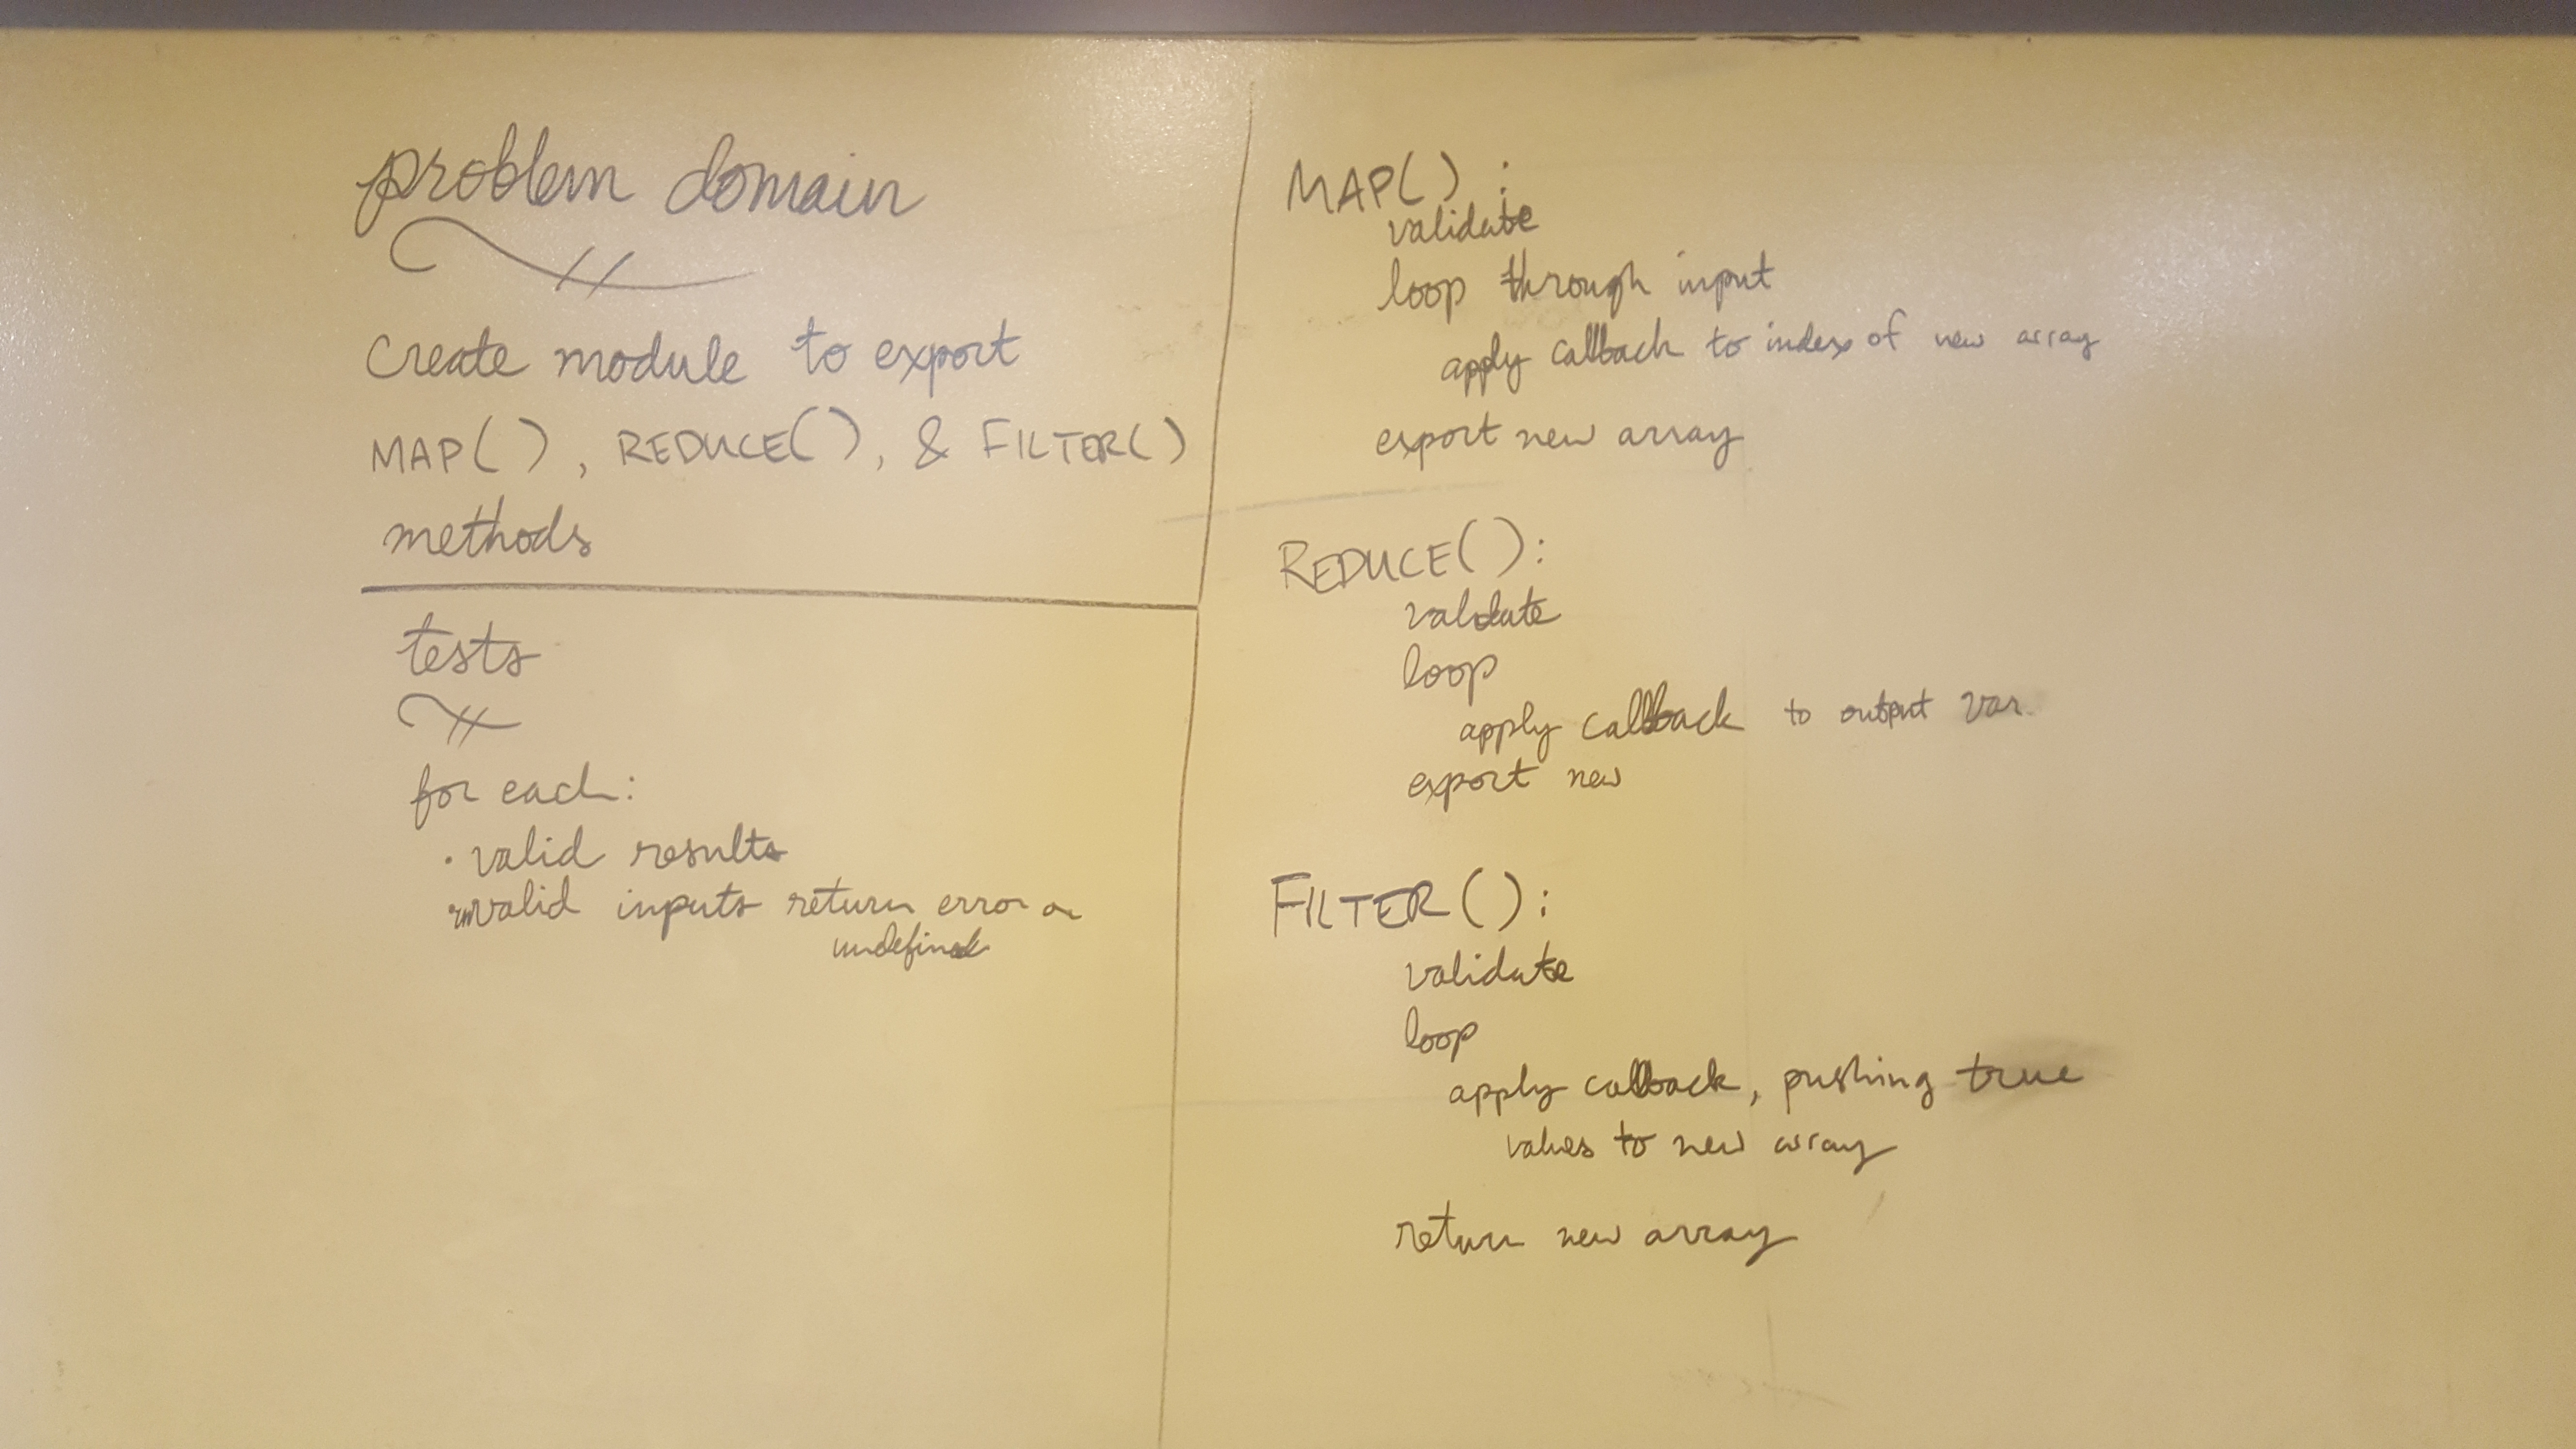 problem domain
Create module to export
MAP(), REDUCE(), & FILTER()
methods
tests
for each:
· valid results
invalid inputs return error or
undefined
MAP() :
validate
loop through input
apply callback to index of new array
export new array
REDUCE():
validate
loop
apply callback to output var.
export new
FILTER():
validate
loop
apply callback, pushing true
values to new array
return new array